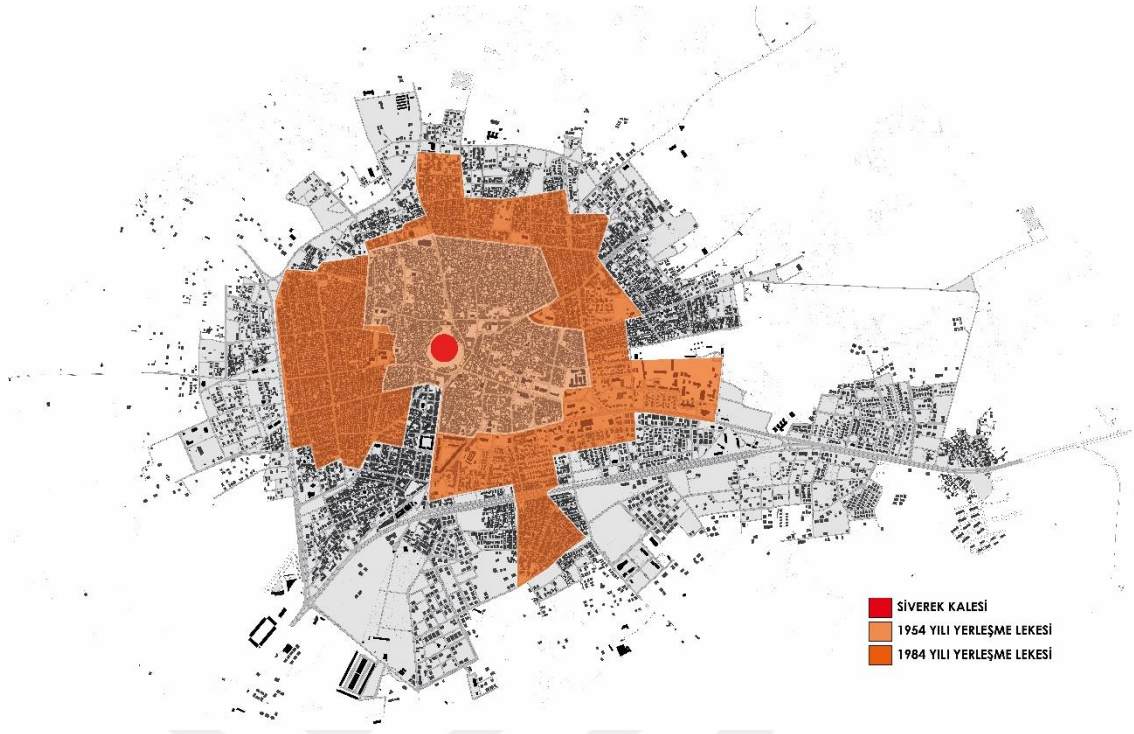 SİVEREK KALESİ
1954 YILI YERLEŞME LEKESİ
1984 YILI YERLEŞME LEKESİ